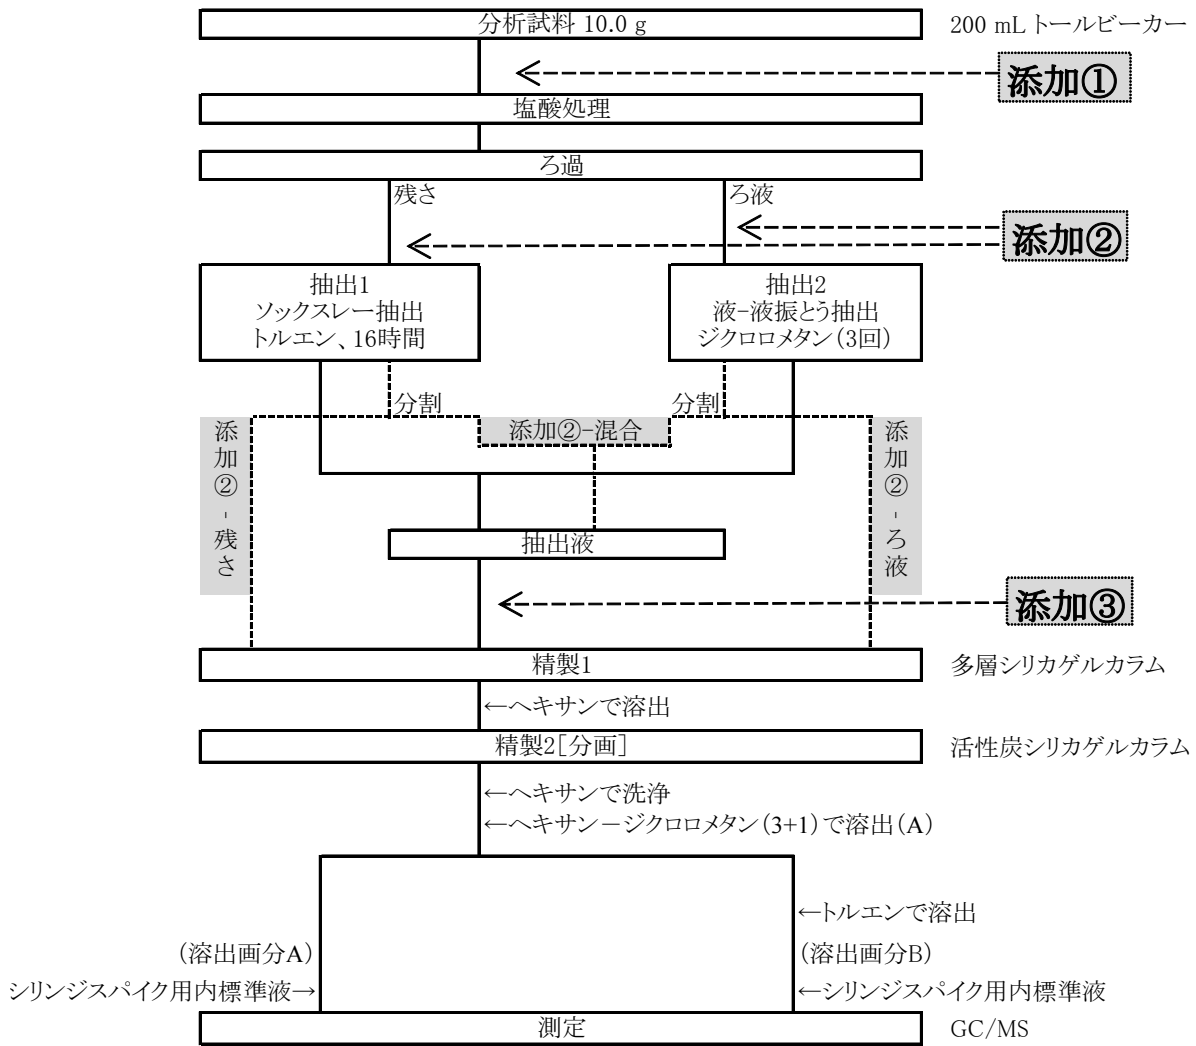 分析試料 10.0 g
200 mL トールビーカー
添加①
塩酸処理
ろ過
残さ
ろ液
添加②
抽出1
ソックスレー抽出
トルエン、16時間
抽出2
液-液振とう抽出
ジクロロメタン(3回)
分割
分割
添加②-残さ
添加②-混合
添加②-ろ液
抽出液
添加③
精製1
多層シリカゲルカラム
←ヘキサンで溶出
精製2[分画]
活性炭シリカゲルカラム
←ヘキサンで洗浄
←ヘキサン-ジクロロメタン(3+1)で溶出(A)
←トルエンで溶出
(溶出画分A)
(溶出画分B)
シリンジスパイク用内標準液→
←シリンジスパイク用内標準液
測定
GC/MS